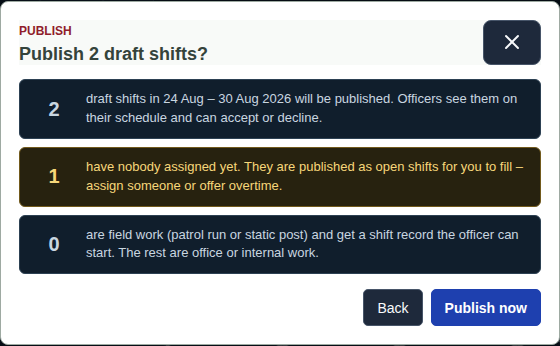 PUBLISH
Publish 2 draft shifts?
2
draft shifts in 24 Aug – 30 Aug 2026 will be published. Officers see them on
their schedule and can accept or decline.
1
have nobody assigned yet. They are published as open shifts for you to fill –
assign someone or offer overtime.
0
are field work (patrol run or static post) and get a shift record the officer can
start. The rest are office or internal work.
Back
Publish now